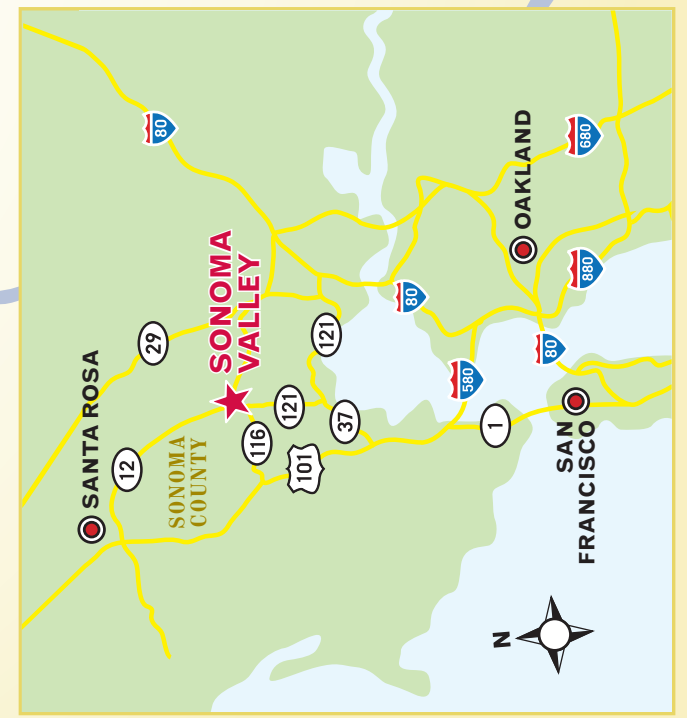 SANTA ROSA
12
29
80
SONOMA
COUNTY
SONOMA
VALLEY
116
121
101
121
37
80
580
N
1
OAKLAND
80
SAN
FRANCISCO
880
680